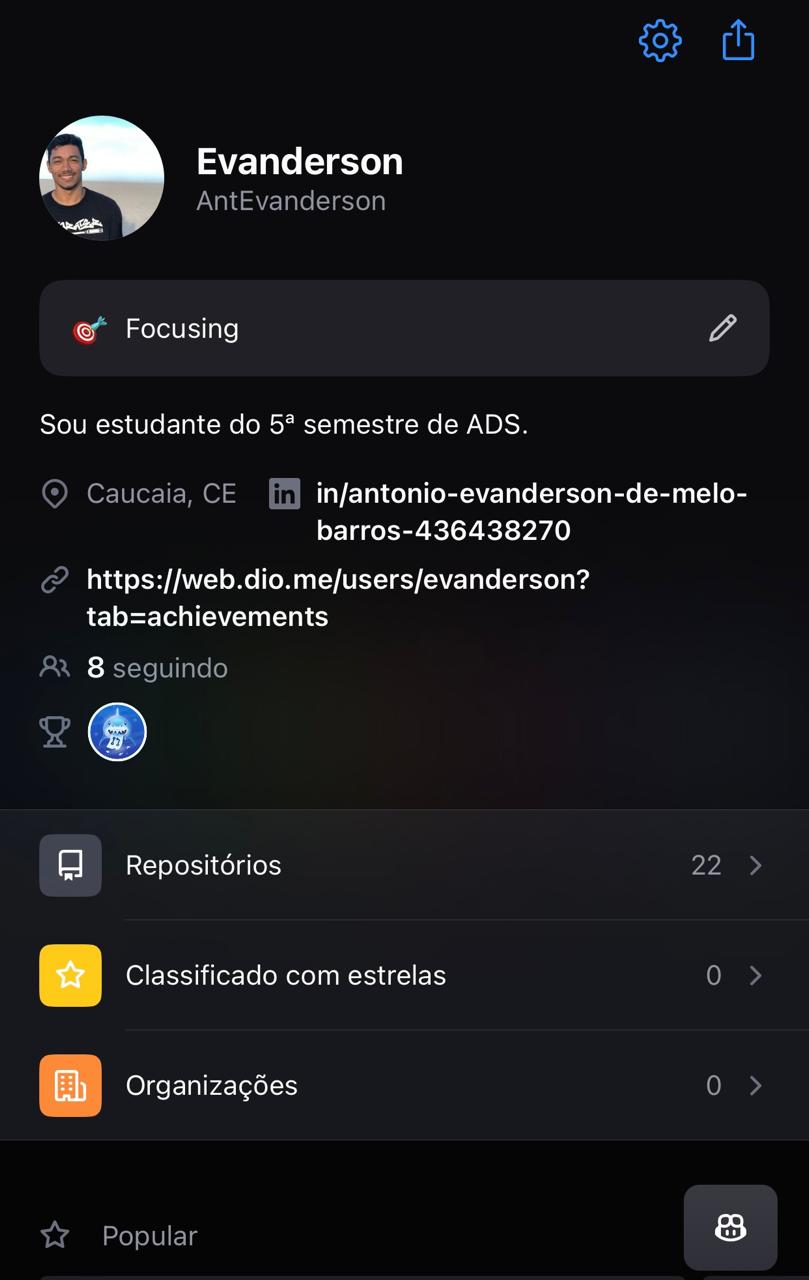 Evanderson
AntEvanderson
Focusing
Sou estudante do 5ª semestre de ADS.
Caucaia, CE
in/antonio-evanderson-de-melo-
barros-436438270
https://web.dio.me/users/evanderson?
tab=achievements
8 seguindo
Repositórios 22
Classificado com estrelas 0
Organizações 0
Popular